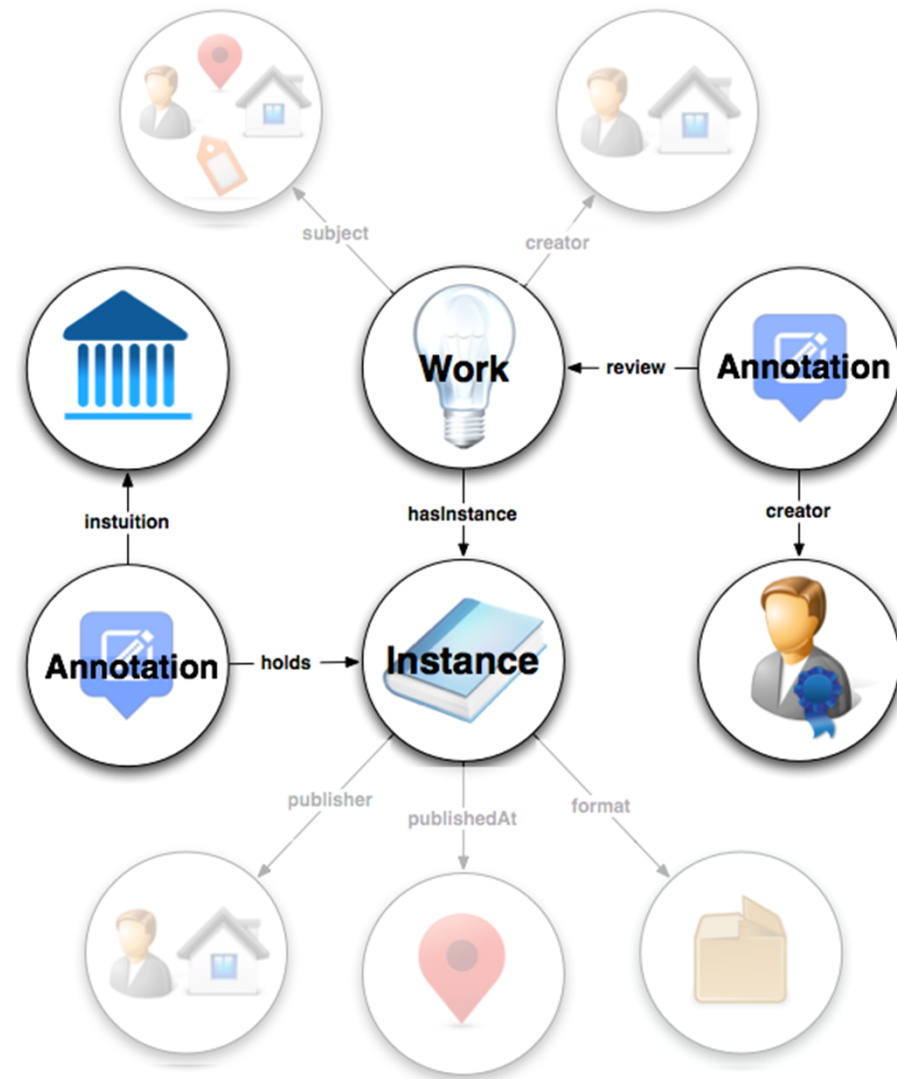 subject
creator
Work
review
Annotation
instuition
hasInstance
creator
Annotation
holds
Instance
publisher
publishedAt
format